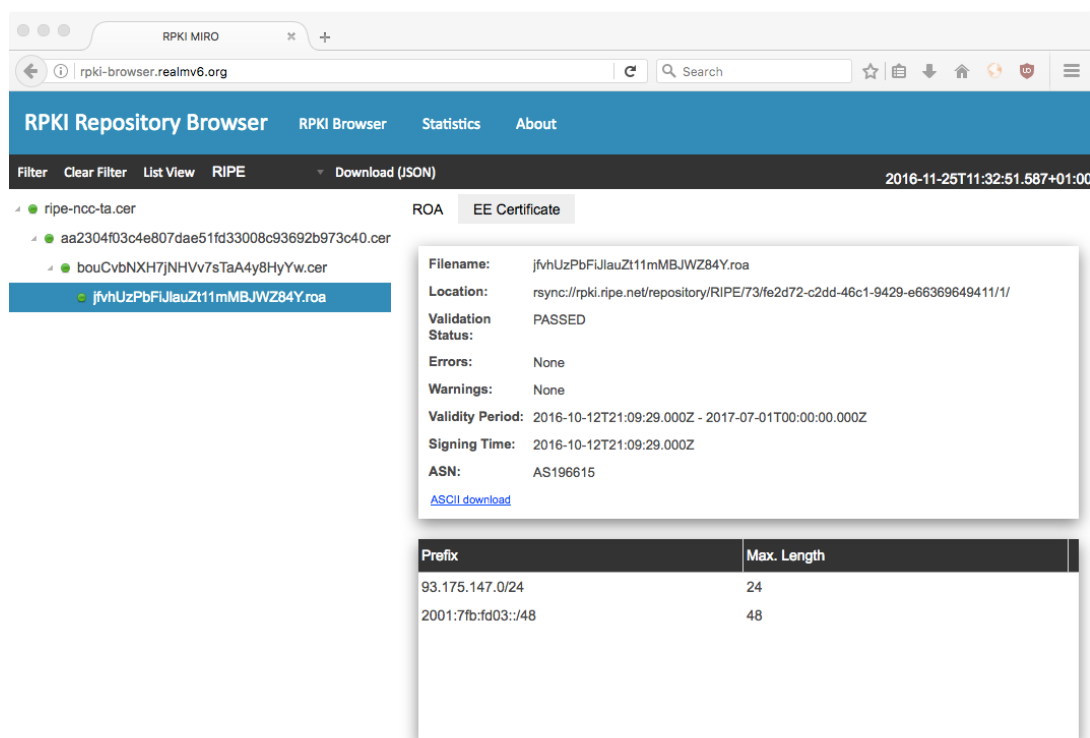 RPKI MIRO
rpki-browser.realmv6.org
Search
RPKI Repository Browser RPKI Browser Statistics About
Filter Clear Filter List View RIPE Download (JSON) 2016-11-25T11:32:51.587+01:00
ripe-ncc-ta.cer
aa2304f03c4e807dae51fd33008c93692b973c40.cer
bouCvbNXH7jNHVv7sTaA4y8HyYw.cer
jfvhUzPbFiJlauZt11mMBJWZ84Y.roa
ROA EE Certificate
Filename: jfvhUzPbFiJlauZt11mMBJWZ84Y.roa
Location: rsync://rpki.ripe.net/repository/RIPE/73/fe2d72-c2dd-46c1-9429-e66369649411/1/
Validation PASSED
Status:
Errors: None
Warnings: None
Validity Period: 2016-10-12T21:09:29.000Z - 2017-07-01T00:00:00.000Z
Signing Time: 2016-10-12T21:09:29.000Z
ASN: AS196615
ASCII download
Prefix Max. Length
93.175.147.0/24 24
2001:7fb:fd03::/48 48